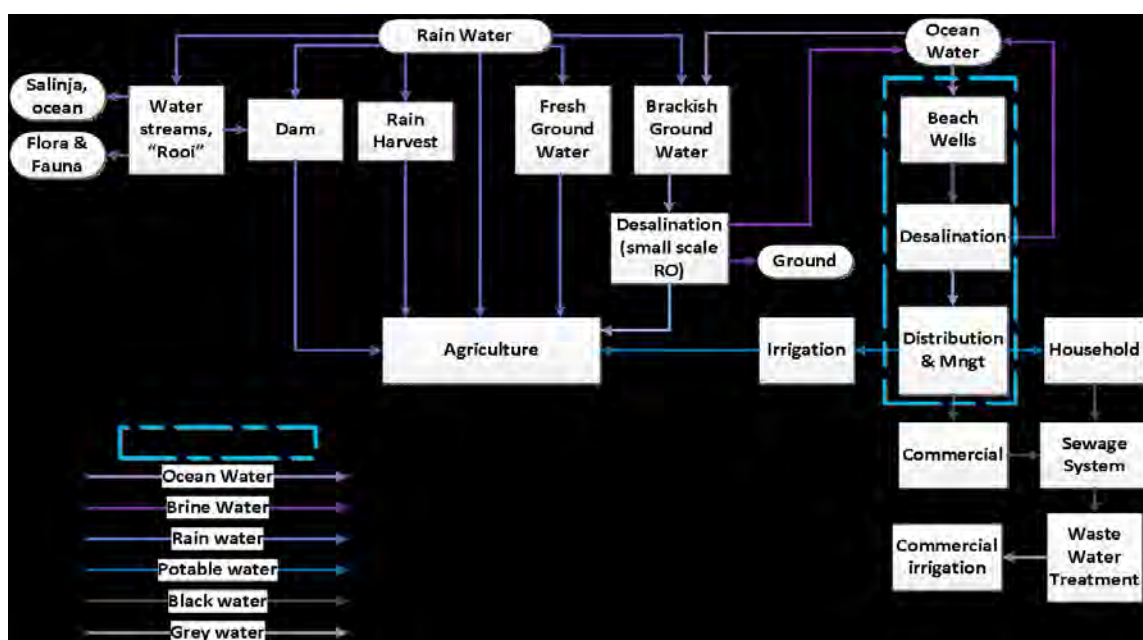 Rain Water
Ocean
Water
Salinja,
ocean
Flora &
Fauna
Water
streams,
“Rooi”
Dam
Rain
Harvest
Fresh
Ground
Water
Brackish
Ground
Water
Beach
Wells
Desalination
(small scale
RO)
Ground
Desalination
Agriculture
Irrigation
Distribution
& Mngt
Household
Commercial
Sewage
System
Commercial
irrigation
Waste
Water
Treatment
Ocean Water
Brine Water
Rain water
Potable water
Black water
Grey water